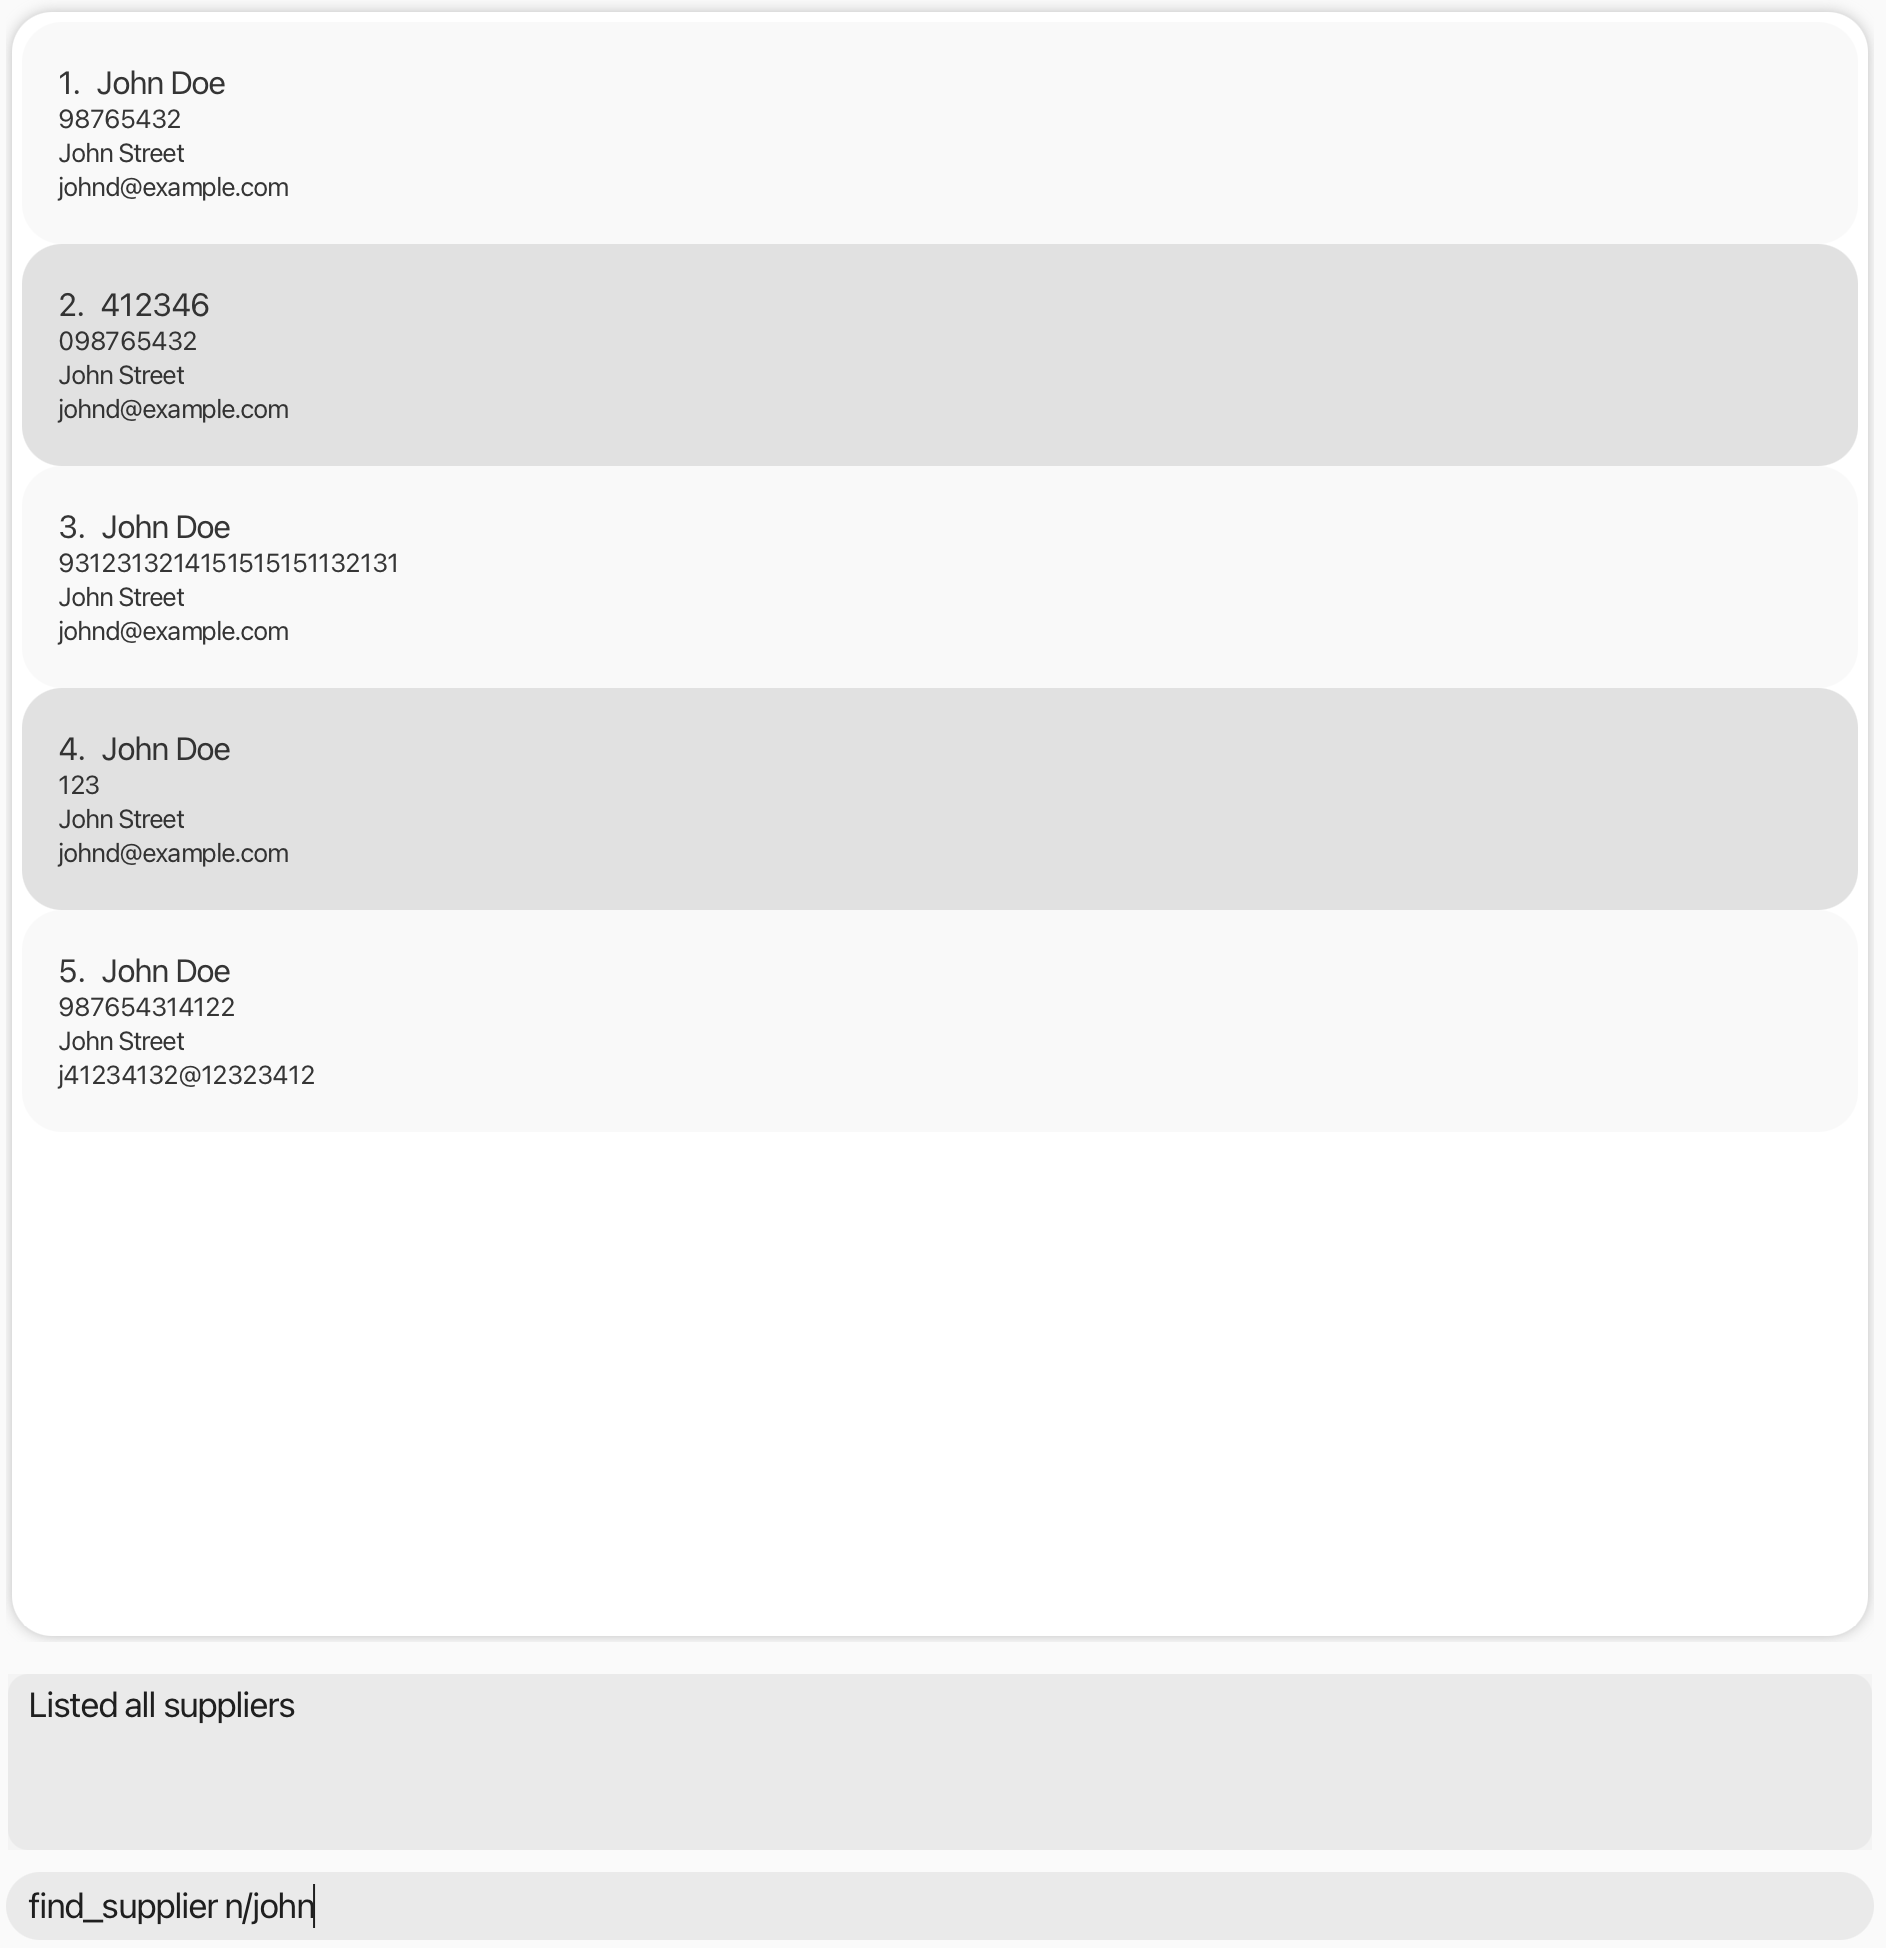 1. John Doe
98765432
John Street
johnd@example.com
2. 412346
098765432
John Street
johnd@example.com
3. John Doe
9312313214151515151132131
John Street
johnd@example.com
4. John Doe
123
John Street
johnd@example.com
5. John Doe
987654314122
John Street
j41234132@12323412
Listed all suppliers
find_supplier n/john